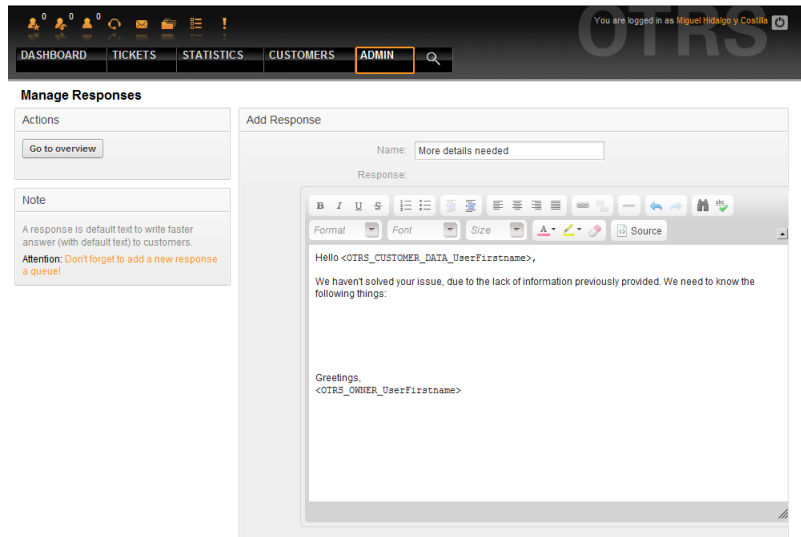 0 0 0
You are logged in as Miguel Hidalgo y Costilla
OTRS
DASHBOARD TICKETS STATISTICS CUSTOMERS ADMIN
Manage Responses
Actions
Go to overview
Note
A response is default text to write faster
answer (with default text) to customers.
Attention: Don't forget to add a new response
a queue!
Add Response
Name: More details needed
Response:
B I U S abc
Format Font Size A Source
Hello <OTRS_CUSTOMER_DATA_UserFirstname>,
We haven't solved your issue, due to the lack of information previously provided. We need to know the
following things:
Greetings,
<OTRS_OWNER_UserFirstname>